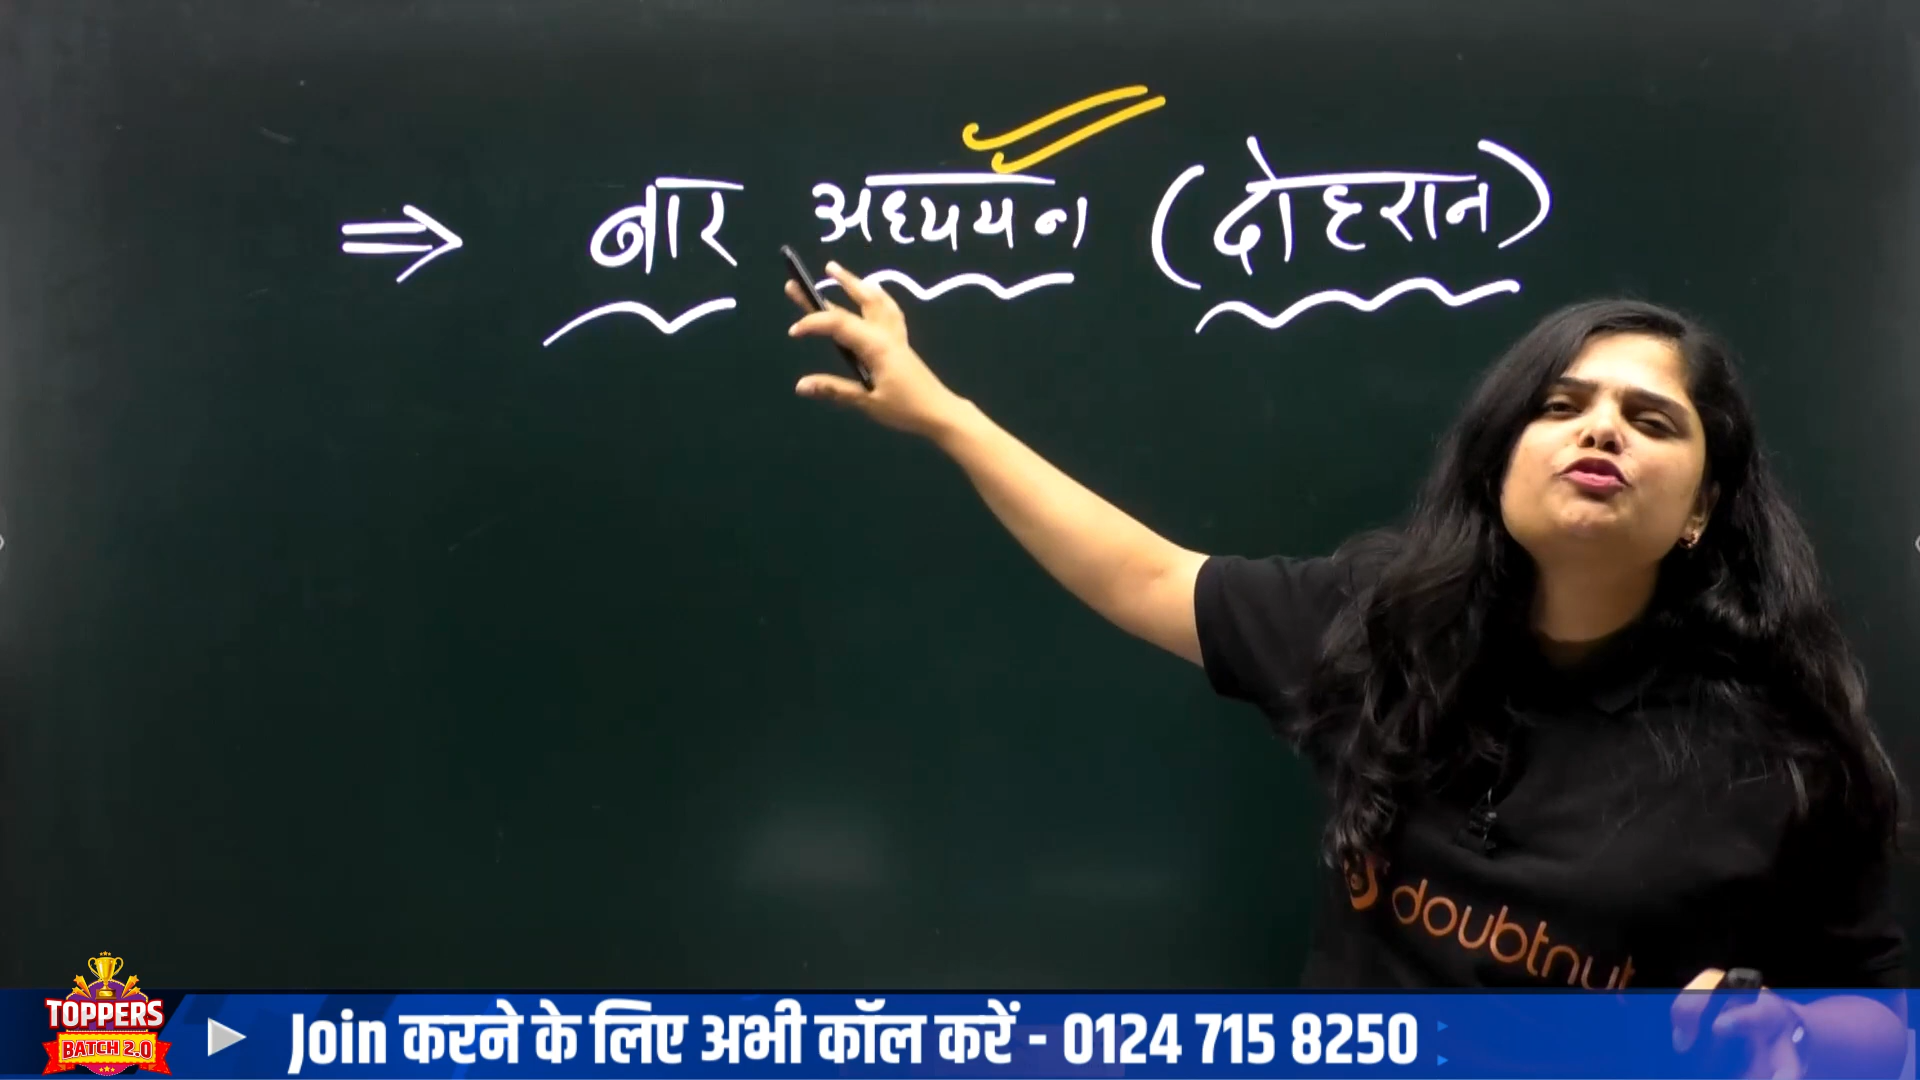 ⇒ बार अध्ययन (दोहरान)
doubtnut
TOPPERS
BATCH 2.0
Join करने के लिए अभी कॉल करें - 0124 715 8250